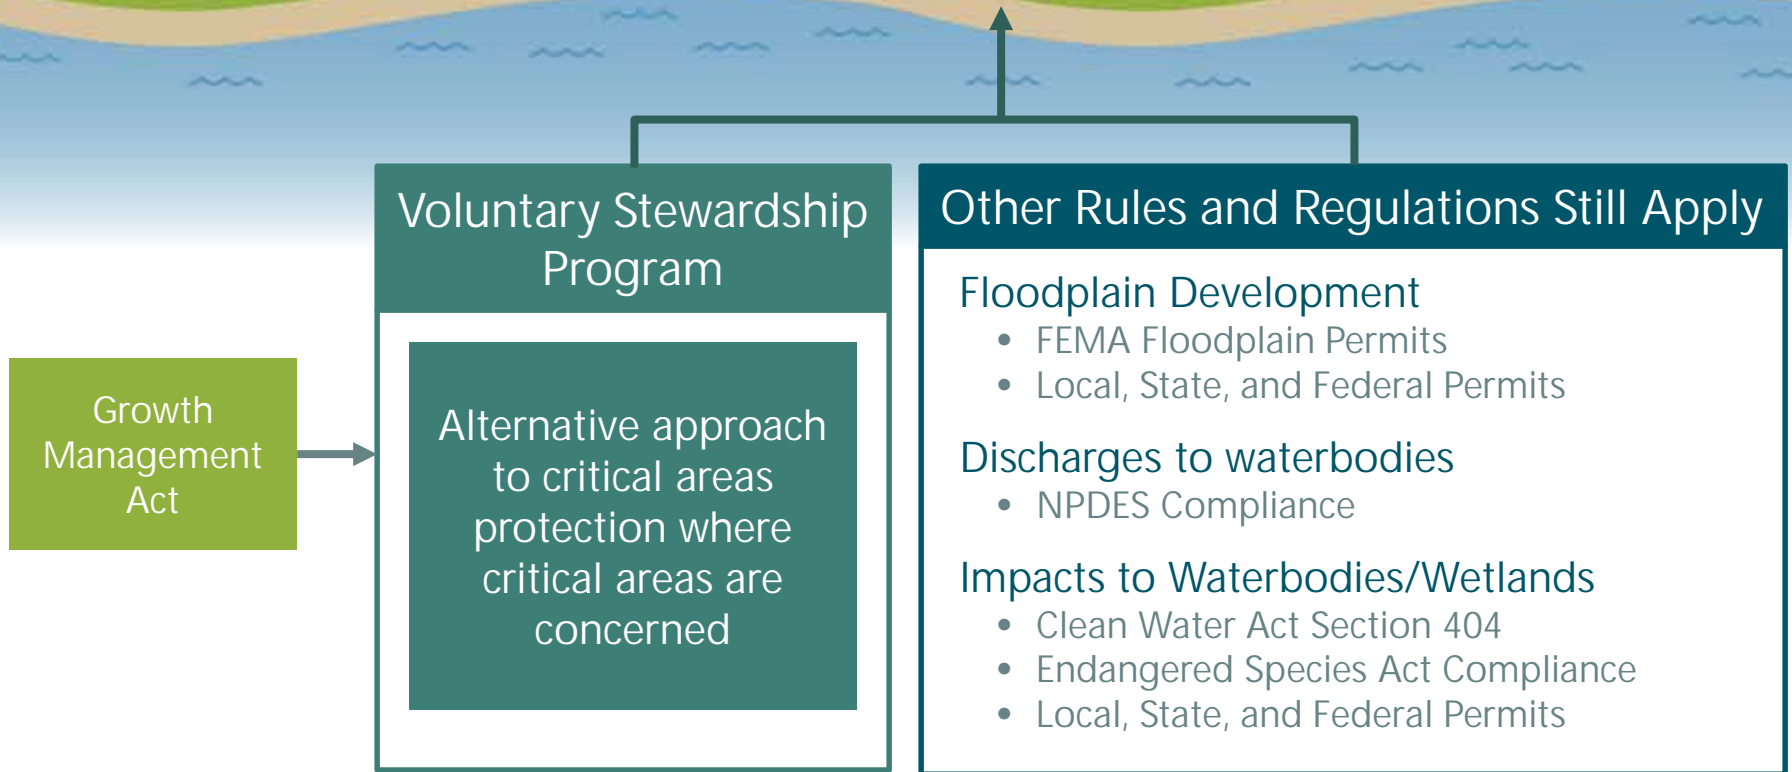 Growth
Management
Act
Voluntary Stewardship
Program
Alternative approach
to critical areas
protection where
critical areas are
concerned
Other Rules and Regulations Still Apply
Floodplain Development
• FEMA Floodplain Permits
• Local, State, and Federal Permits
Discharges to waterbodies
• NPDES Compliance
Impacts to Waterbodies/Wetlands
• Clean Water Act Section 404
• Endangered Species Act Compliance
• Local, State, and Federal Permits